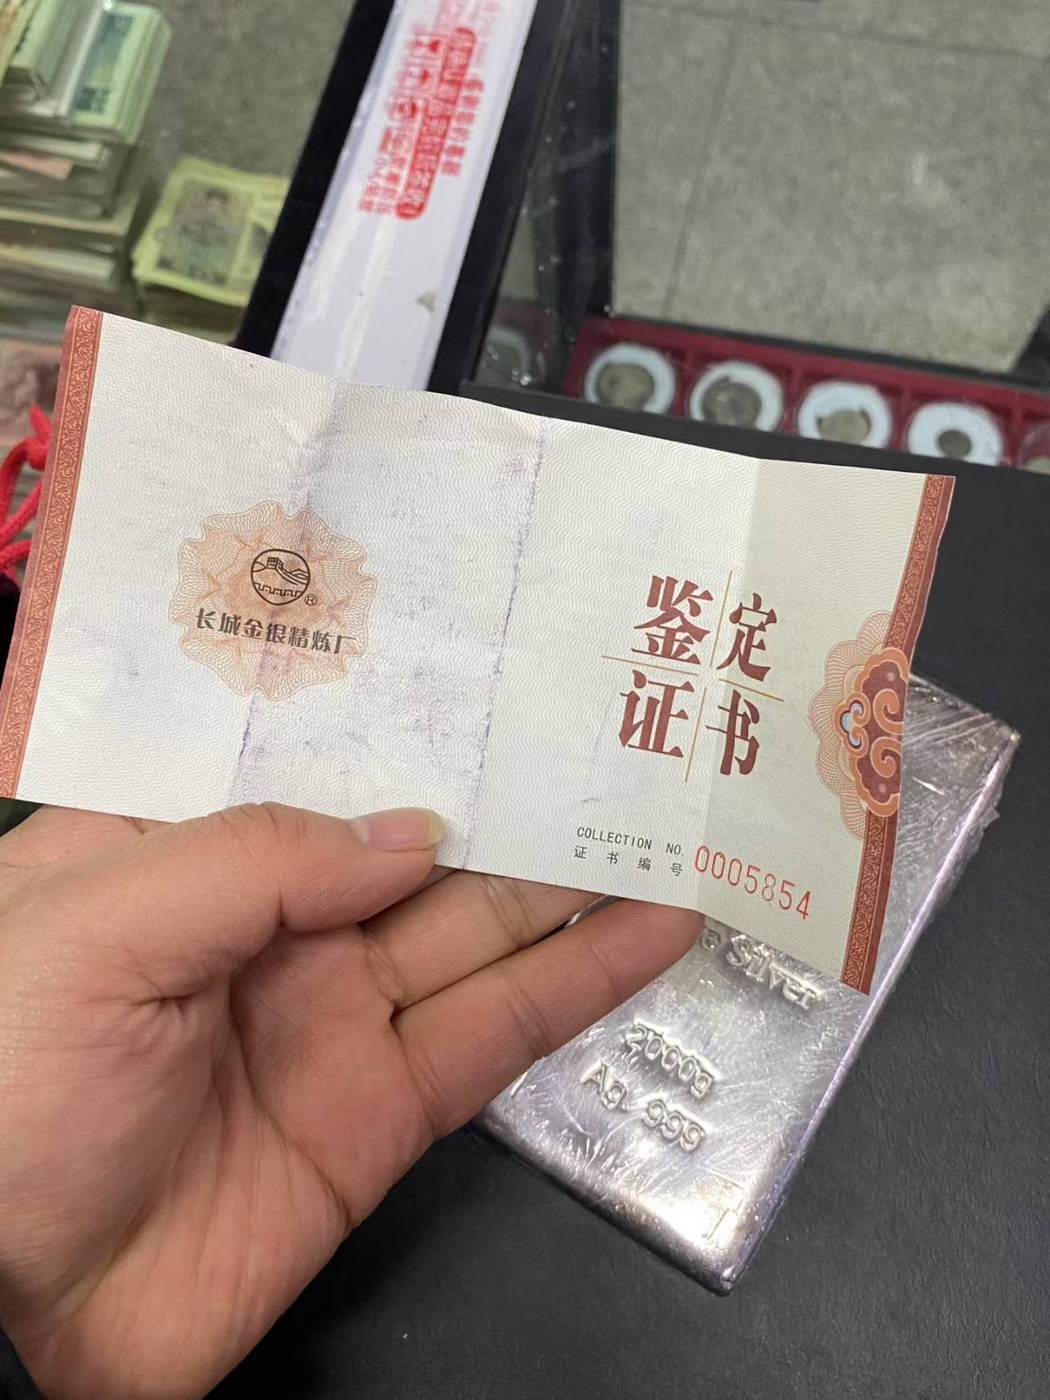 长城金银精炼厂
鉴定
证书
COLLECTION NO.
证书编号
0005854
Silver
2000g
Ag 999